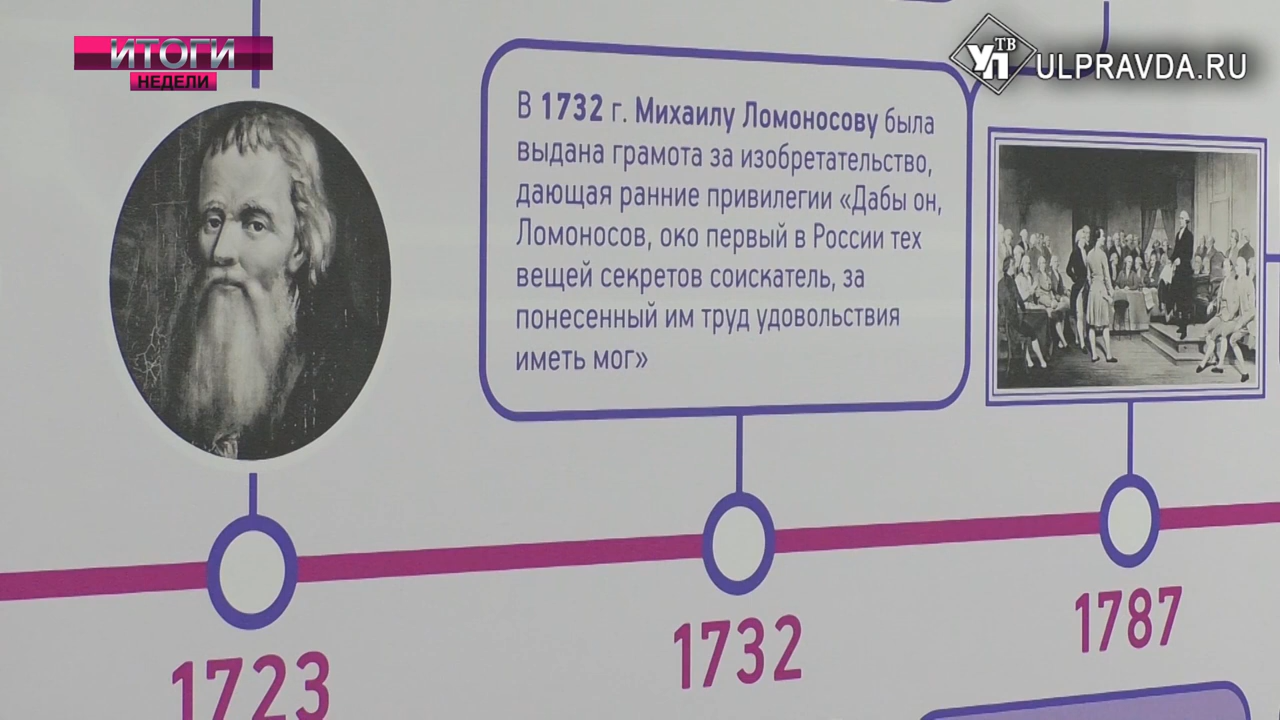 ИТОГИ
НЕДЕЛИ
УП ТВ
ULPRAVDA.RU
В 1732 г. Михаилу Ломоносову была
выдана грамота за изобретательство,
дающая ранние привилегии «Дабы он,
Ломоносов, око первый в России тех
вещей секретов соискатель, за
понесенный им труд удовольствия
иметь мог»
1723
1732
1787